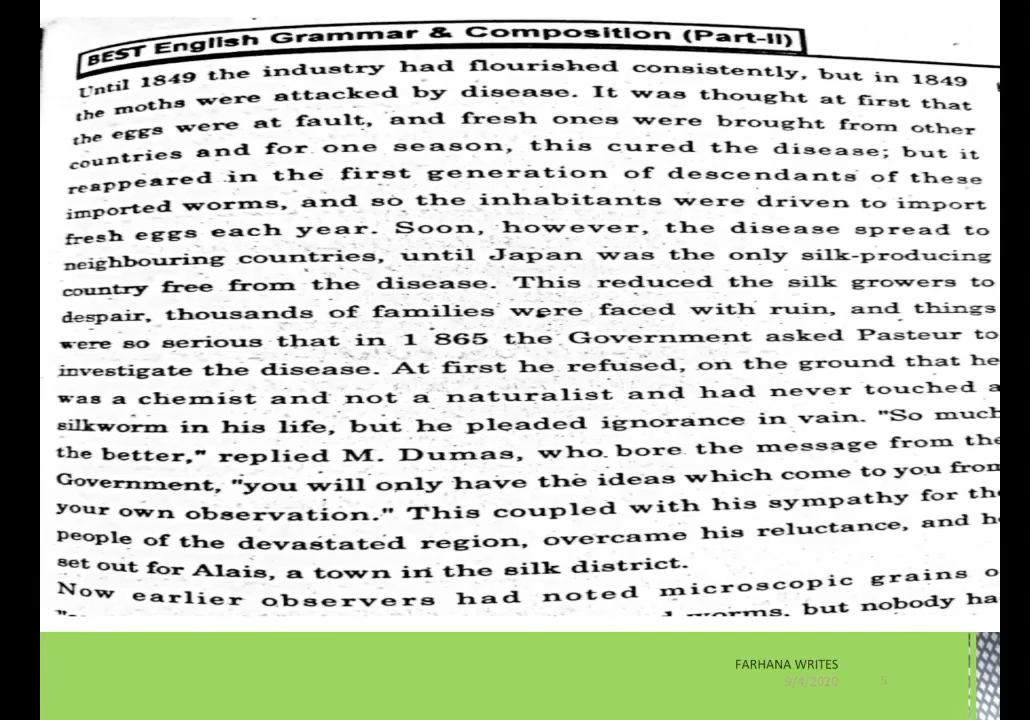 BEST English Grammar & Composition (Part-II)
Until 1849 the industry had flourished consistently, but in 1849
the moths were attacked by disease. It was thought at first that
the eggs were at fault, and fresh ones were brought from other
countries and for one season, this cured the disease; but it
reappeared in the first generation of descendants of these
imported worms, and so the inhabitants were driven to import
fresh eggs each year. Soon, however, the disease spread to
neighbouring countries, until Japan was the only silk-producing
country free from the disease. This reduced the silk growers to
despair, thousands of families were faced with ruin, and things
were so serious that in 1 865 the Government asked Pasteur to
investigate the disease. At first he refused, on the ground that he
was a chemist and not a naturalist and had never touched a
silkworm in his life, but he pleaded ignorance in vain. "So much
the better," replied M. Dumas, who bore the message from the
Government, "you will only have the ideas which come to you from
your own observation." This coupled with his sympathy for the
people of the devastated region, overcame his reluctance, and he
set out for Alais, a town in the silk district.
Now earlier observers had noted microscopic grains o
worms, but nobody ha
FARHANA WRITES
9/4/2020 5